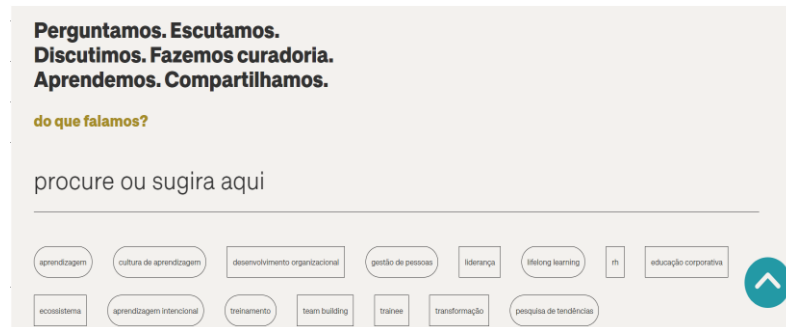 Perguntamos. Escutamos.
Discutimos. Fazemos curadoria.
Aprendemos. Compartilhamos.
do que falamos?
procure ou sugira aqui
aprendizagem cultura de aprendizagem desenvolvimento organizacional gestão de pessoas liderança lifelong learning rh educação corporativa
ecossistema aprendizagem intencional treinamento team building trainee transformação pesquisa de tendências